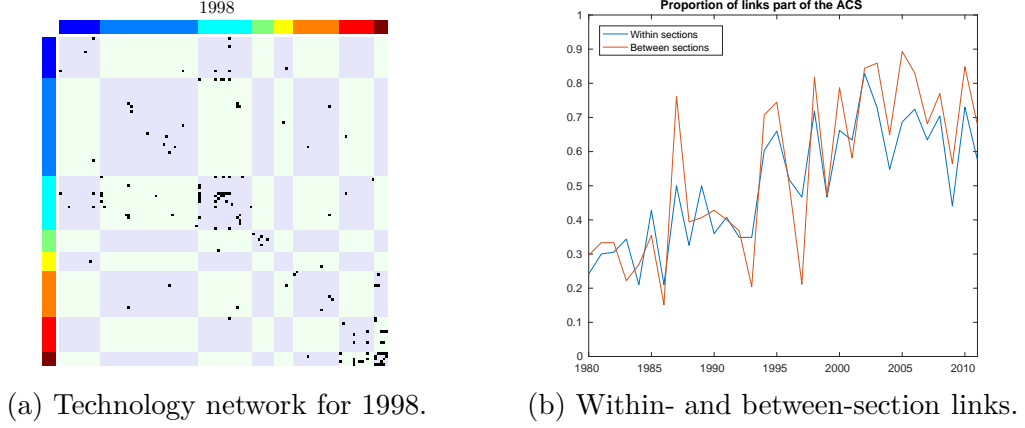 1998
Proportion of links part of the ACS
Within sections
Between sections
1
0.9
0.8
0.7
0.6
0.5
0.4
0.3
0.2
0.1
0
1980 1985 1990 1995 2000 2005 2010
(a) Technology network for 1998.
(b) Within- and between-section links.